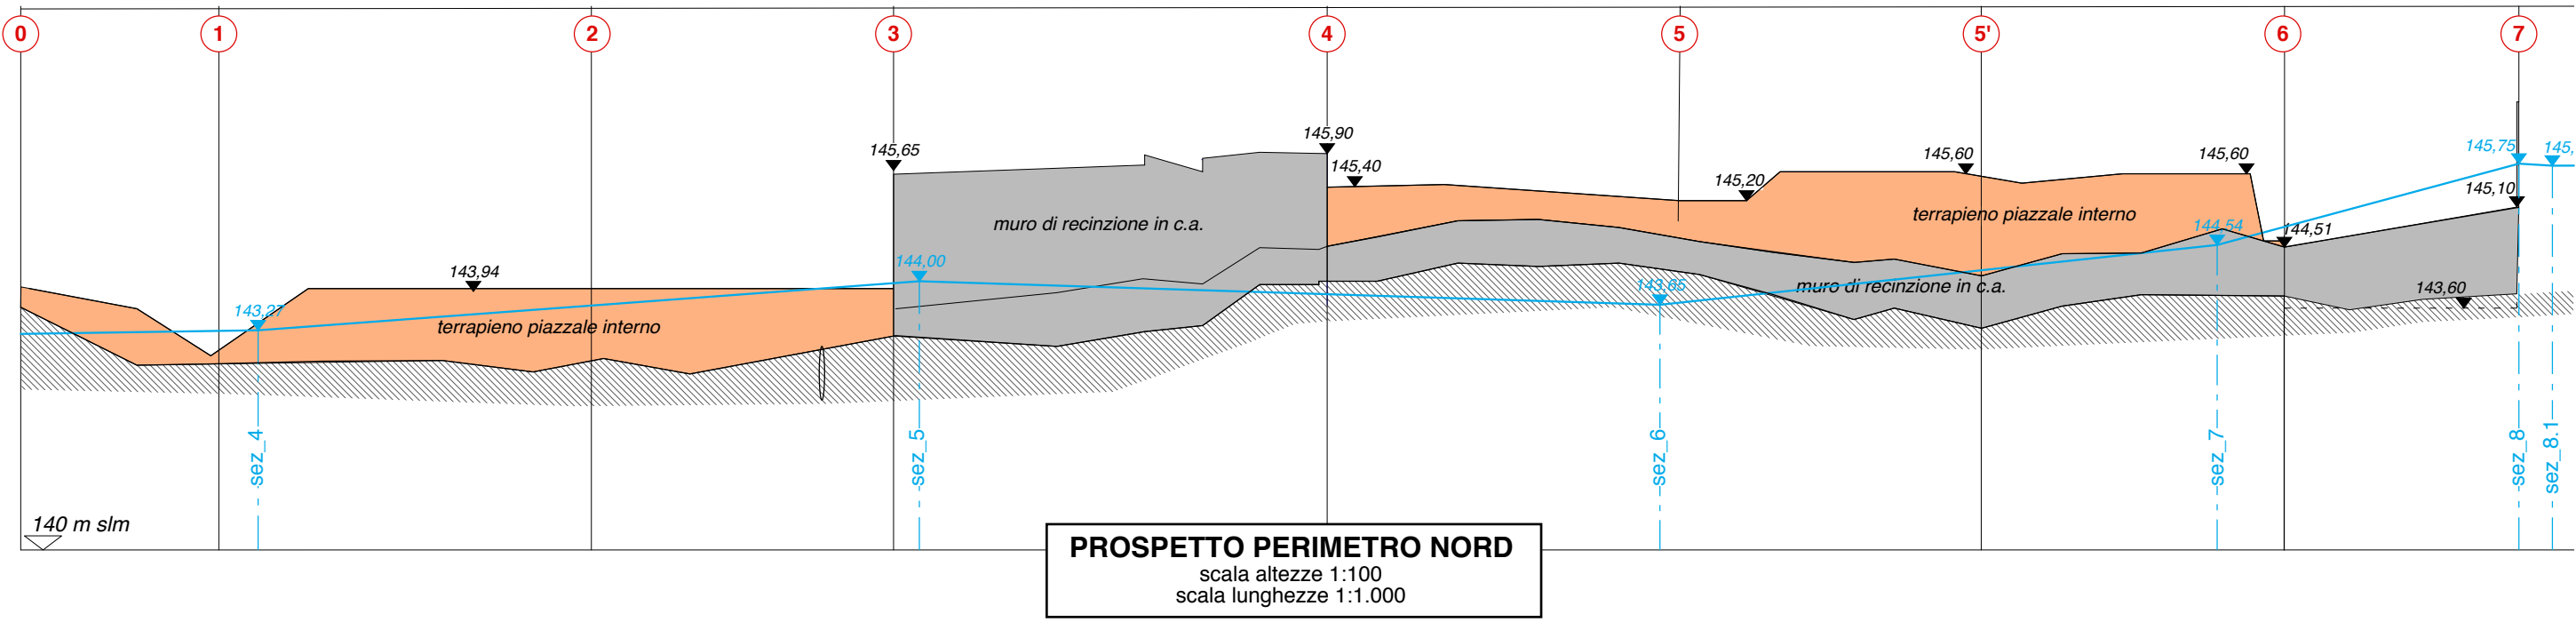 0 1 2 3 4 5 5' 6 7
145,90
145,65
145,40
145,60
145,60
145,75
145,
145,20
145,10
muro di recinzione in c.a.
terrapieno piazzale interno
144,54
144,51
144,00
143,94
143,27
143,65
muro di recinzione in c.a.
143,60
terrapieno piazzale interno
sez_4
sez_5
sez_6
sez_7
sez_8
sez_8.1
140 m slm
PROSPETTO PERIMETRO NORD
scala altezze 1:100
scala lunghezze 1:1.000